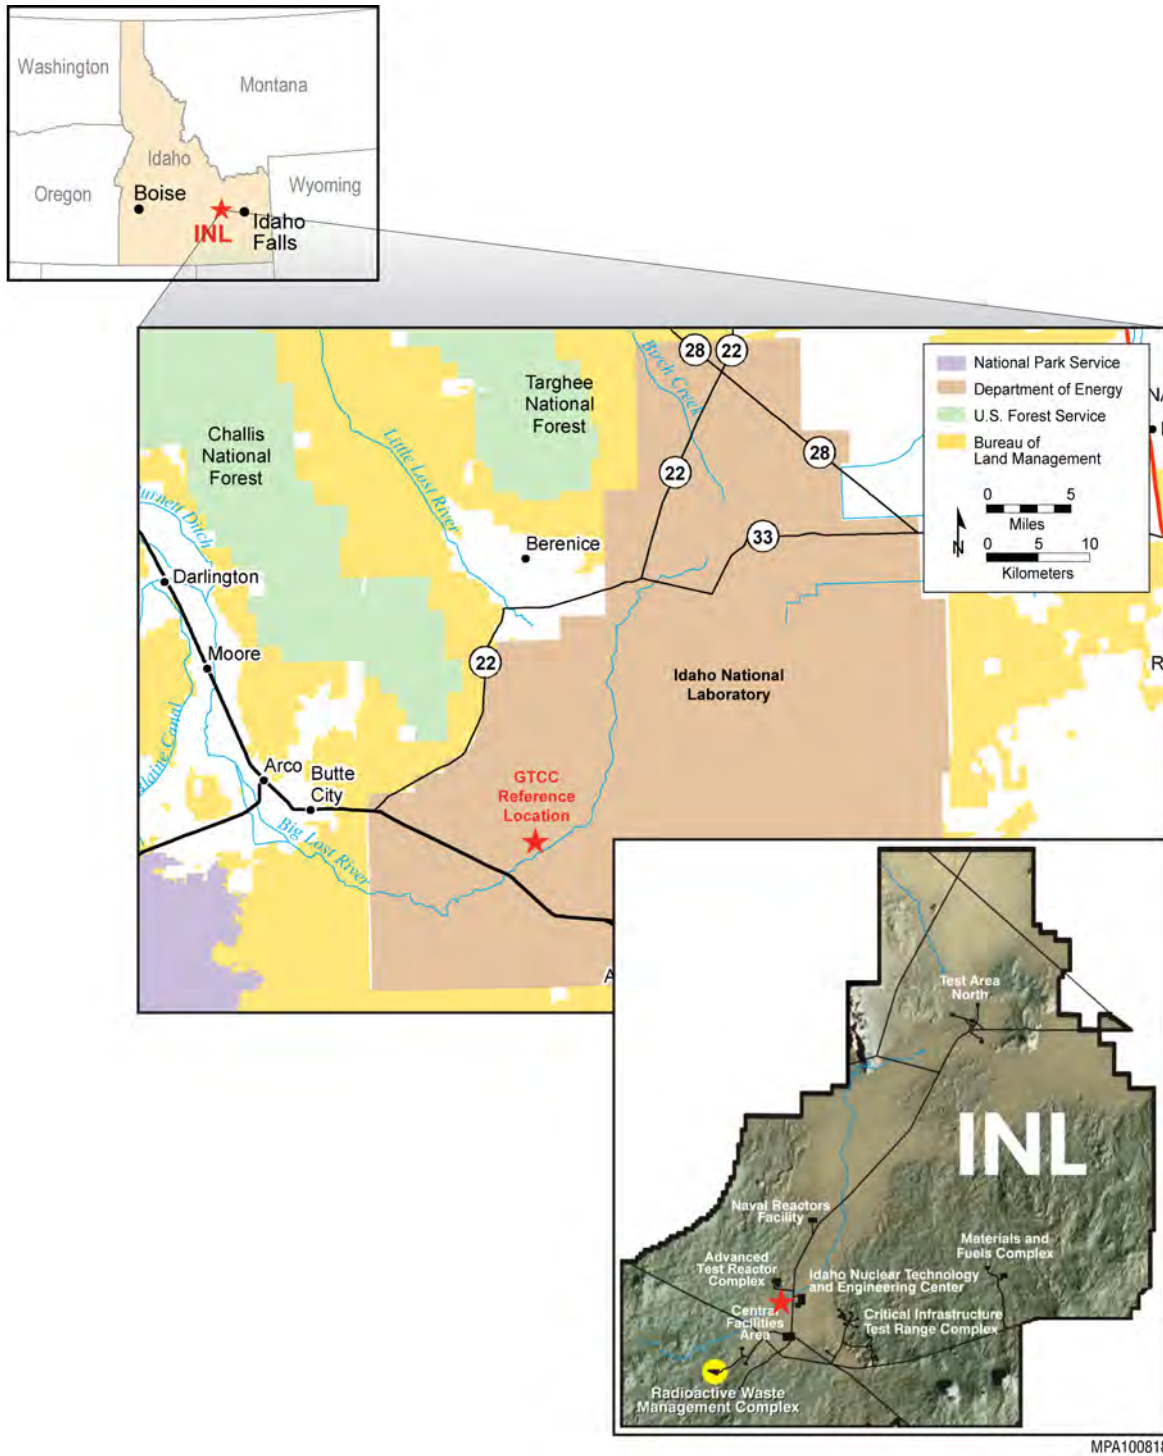 Washington
Montana
Idaho
Oregon
Boise
Wyoming
INL
Idaho
Falls
28
22
National Park Service
Department of Energy
U.S. Forest Service
Bureau of
Land Management
0 5
Miles
N
0 5 10
Kilometers
Birch Creek
Targhee
National
Forest
Challis
National
Forest
Little Lost River
22
28
33
Berenice
Darlington
Moore
22
Idaho National
Laboratory
Arco
Butte
City
GTCC
Reference
Location
Big Lost River
Test Area
North
INL
Naval Reactors
Facility
Materials and
Fuels Complex
Advanced
Test Reactor
Complex
Idaho Nuclear Technology
and Engineering Center
Central
Facilities
Area
Critical Infrastructure
Test Range Complex
Radioactive Waste
Management Complex